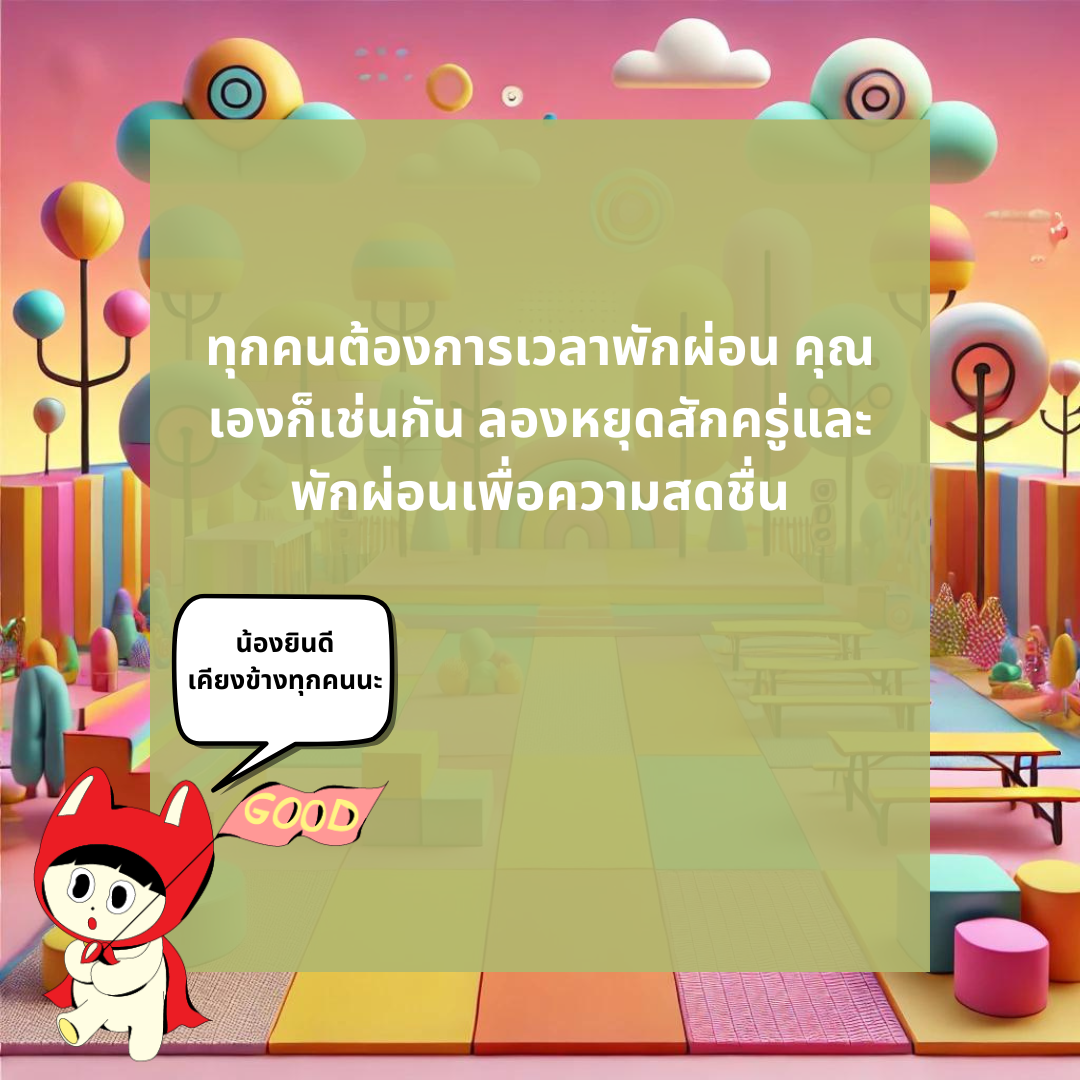 ทุกคนต้องการเวลาพักผ่อน คุณ
เองก็เช่นกัน ลองหยุดสักครู่และ
พักผ่อนเพื่อความสดชื่น
น้องยินดี
เคียงข้างทุกคนนะ
GOOD